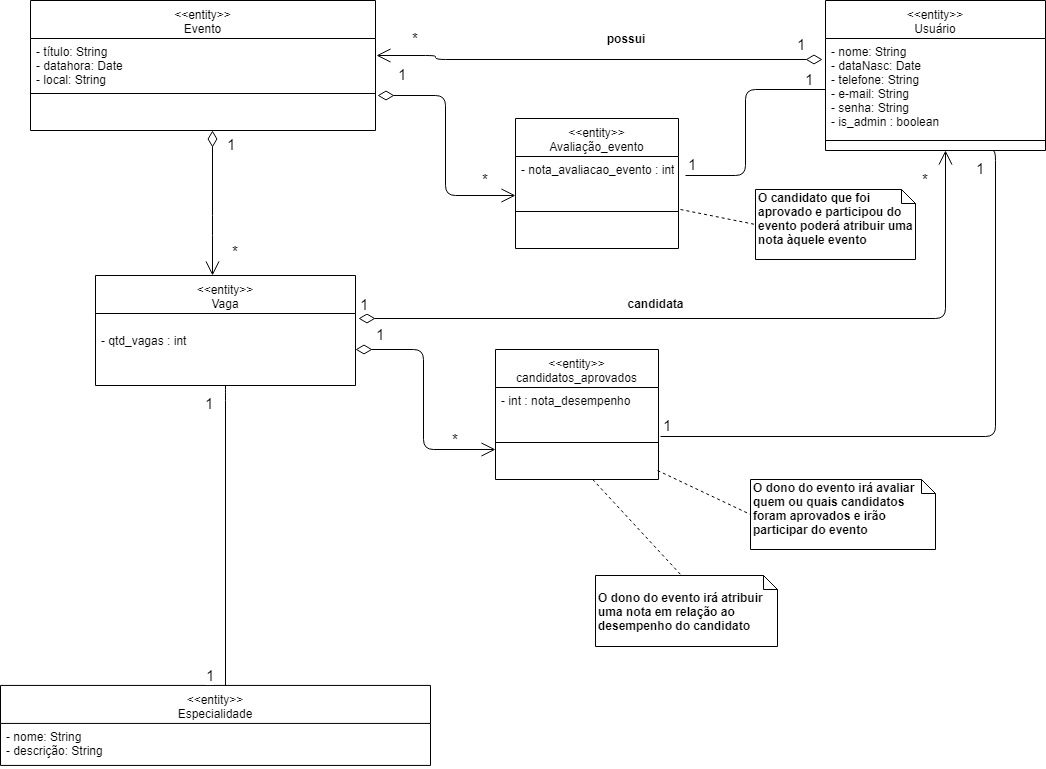 <<entity>>
Evento
- título: String
- datahora: Date
- local: String
possui
*
1
<<entity>>
Usuário
- nome: String
- dataNasc: Date
- telefone: String
- e-mail: String
- senha: String
- is_admin : boolean
1
1
1
*
<<entity>>
Avaliação_evento
- nota_avaliacao_evento : int
1
*
1
O candidato que foi
aprovado e participou do
evento poderá atribuir uma
nota àquele evento
1
*
<<entity>>
Vaga
- qtd_vagas : int
1
candidata
1
*
<<entity>>
candidatos_aprovados
- int : nota_desempenho
1
O dono do evento irá avaliar
quem ou quais candidatos
foram aprovados e irão
participar do evento
O dono do evento irá atribuir
uma nota em relação ao
desempenho do candidato
1
1
<<entity>>
Especialidade
- nome: String
- descrição: String